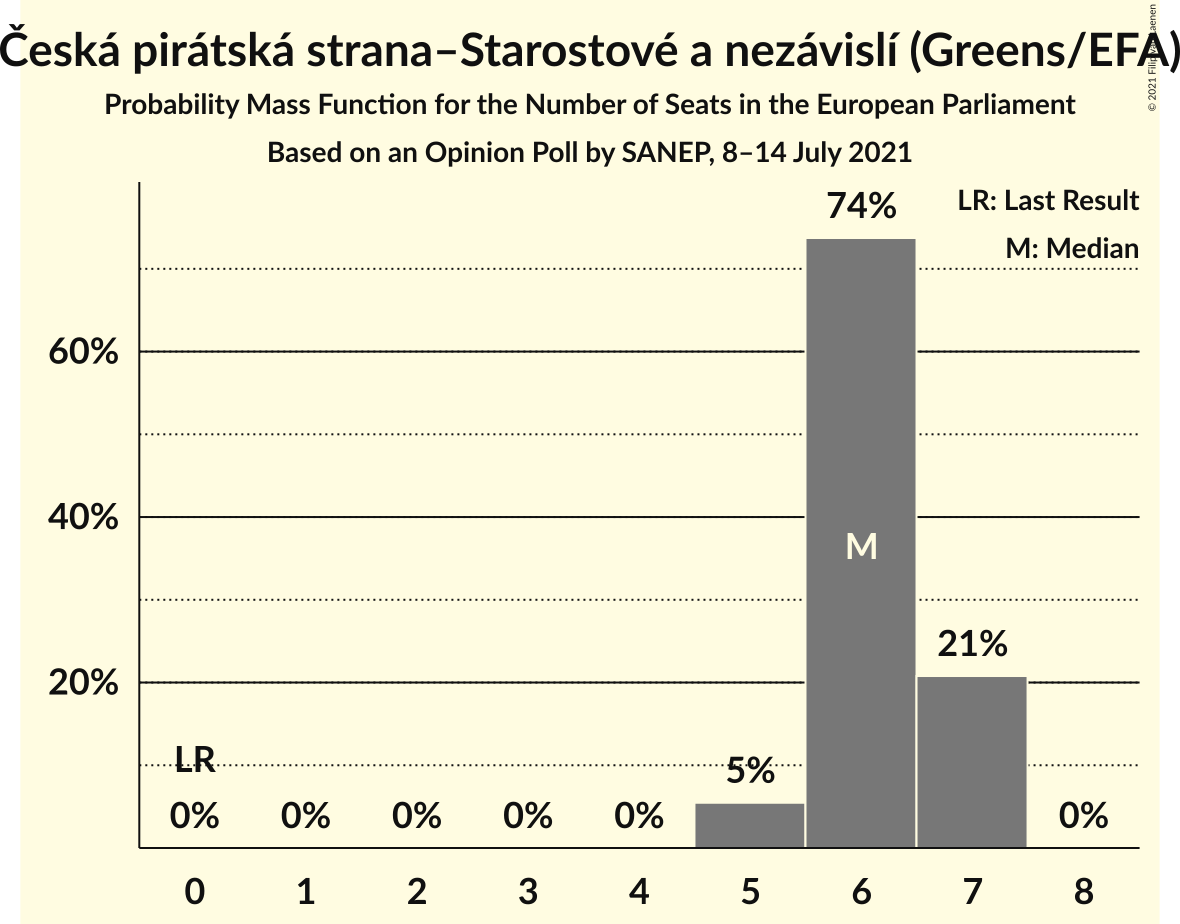 Česká pirátská strana–Starostové a nezávislí (Greens/EFA)
Probability Mass Function for the Number of Seats in the European Parliament
Based on an Opinion Poll by SANEP, 8–14 July 2021
LR: Last Result
M: Median
74%
60%
40%
M
21%
20%
LR
5%
0% 0% 0% 0% 0% 0%
0 1 2 3 4 5 6 7 8
© 2021 Filip